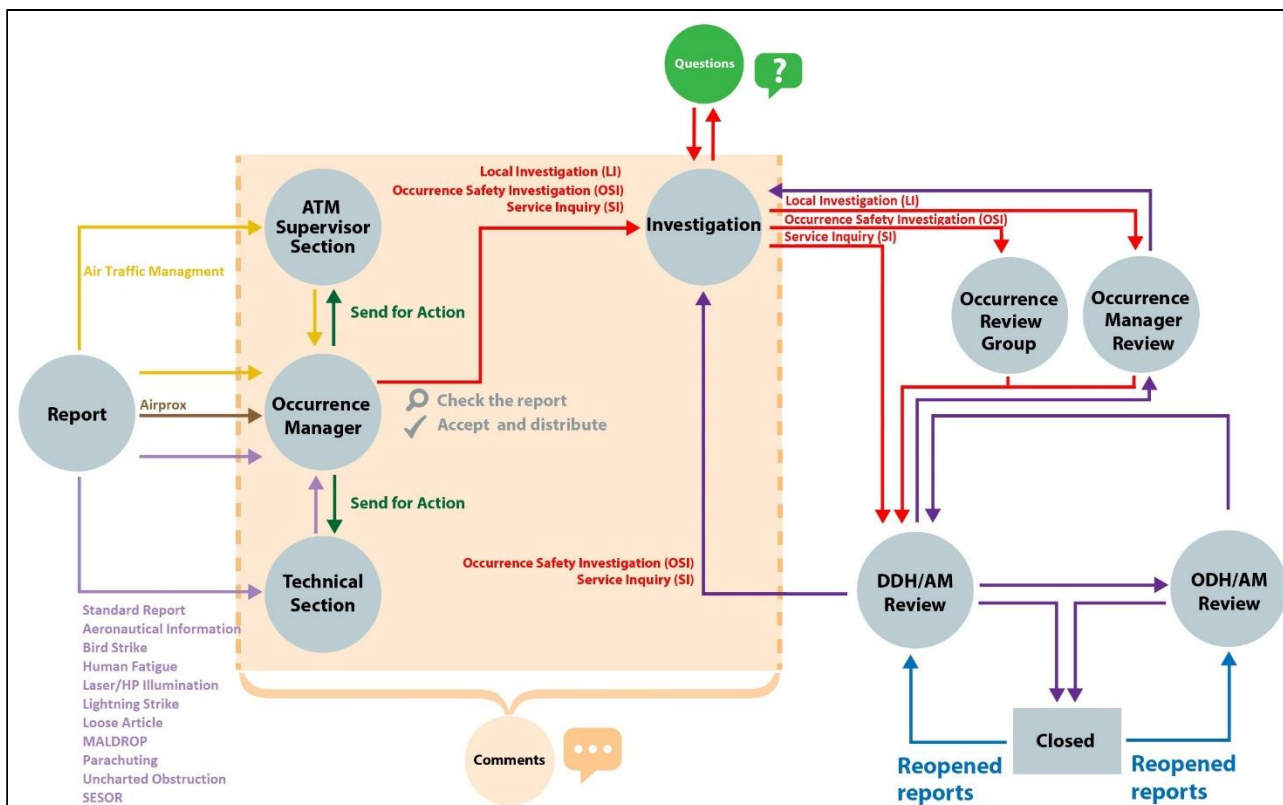 Questions
?
Local Investigation (LI)
Occurrence Safety Investigation (OSI)
Service Inquiry (SI)
ATM
Supervisor
Section
Investigation
Local Investigation (LI)
Occurrence Safety Investigation (OSI)
Service Inquiry (SI)
Air Traffic Managment
Send for Action
Occurrence
Review
Group
Occurrence
Manager
Review
Report
Airprox
Occurrence
Manager
Check the report
Accept and distribute
Send for Action
Technical
Section
Occurrence Safety Investigation (OSI)
Service Inquiry (SI)
DDH/AM
Review
ODH/AM
Review
Standard Report
Aeronautical Information
Bird Strike
Human Fatigue
Laser/HP Illumination
Lightning Strike
Loose Article
MALDROP
Parachuting
Uncharted Obstruction
SESOR
Comments
Closed
Reopened
reports
Reopened
reports